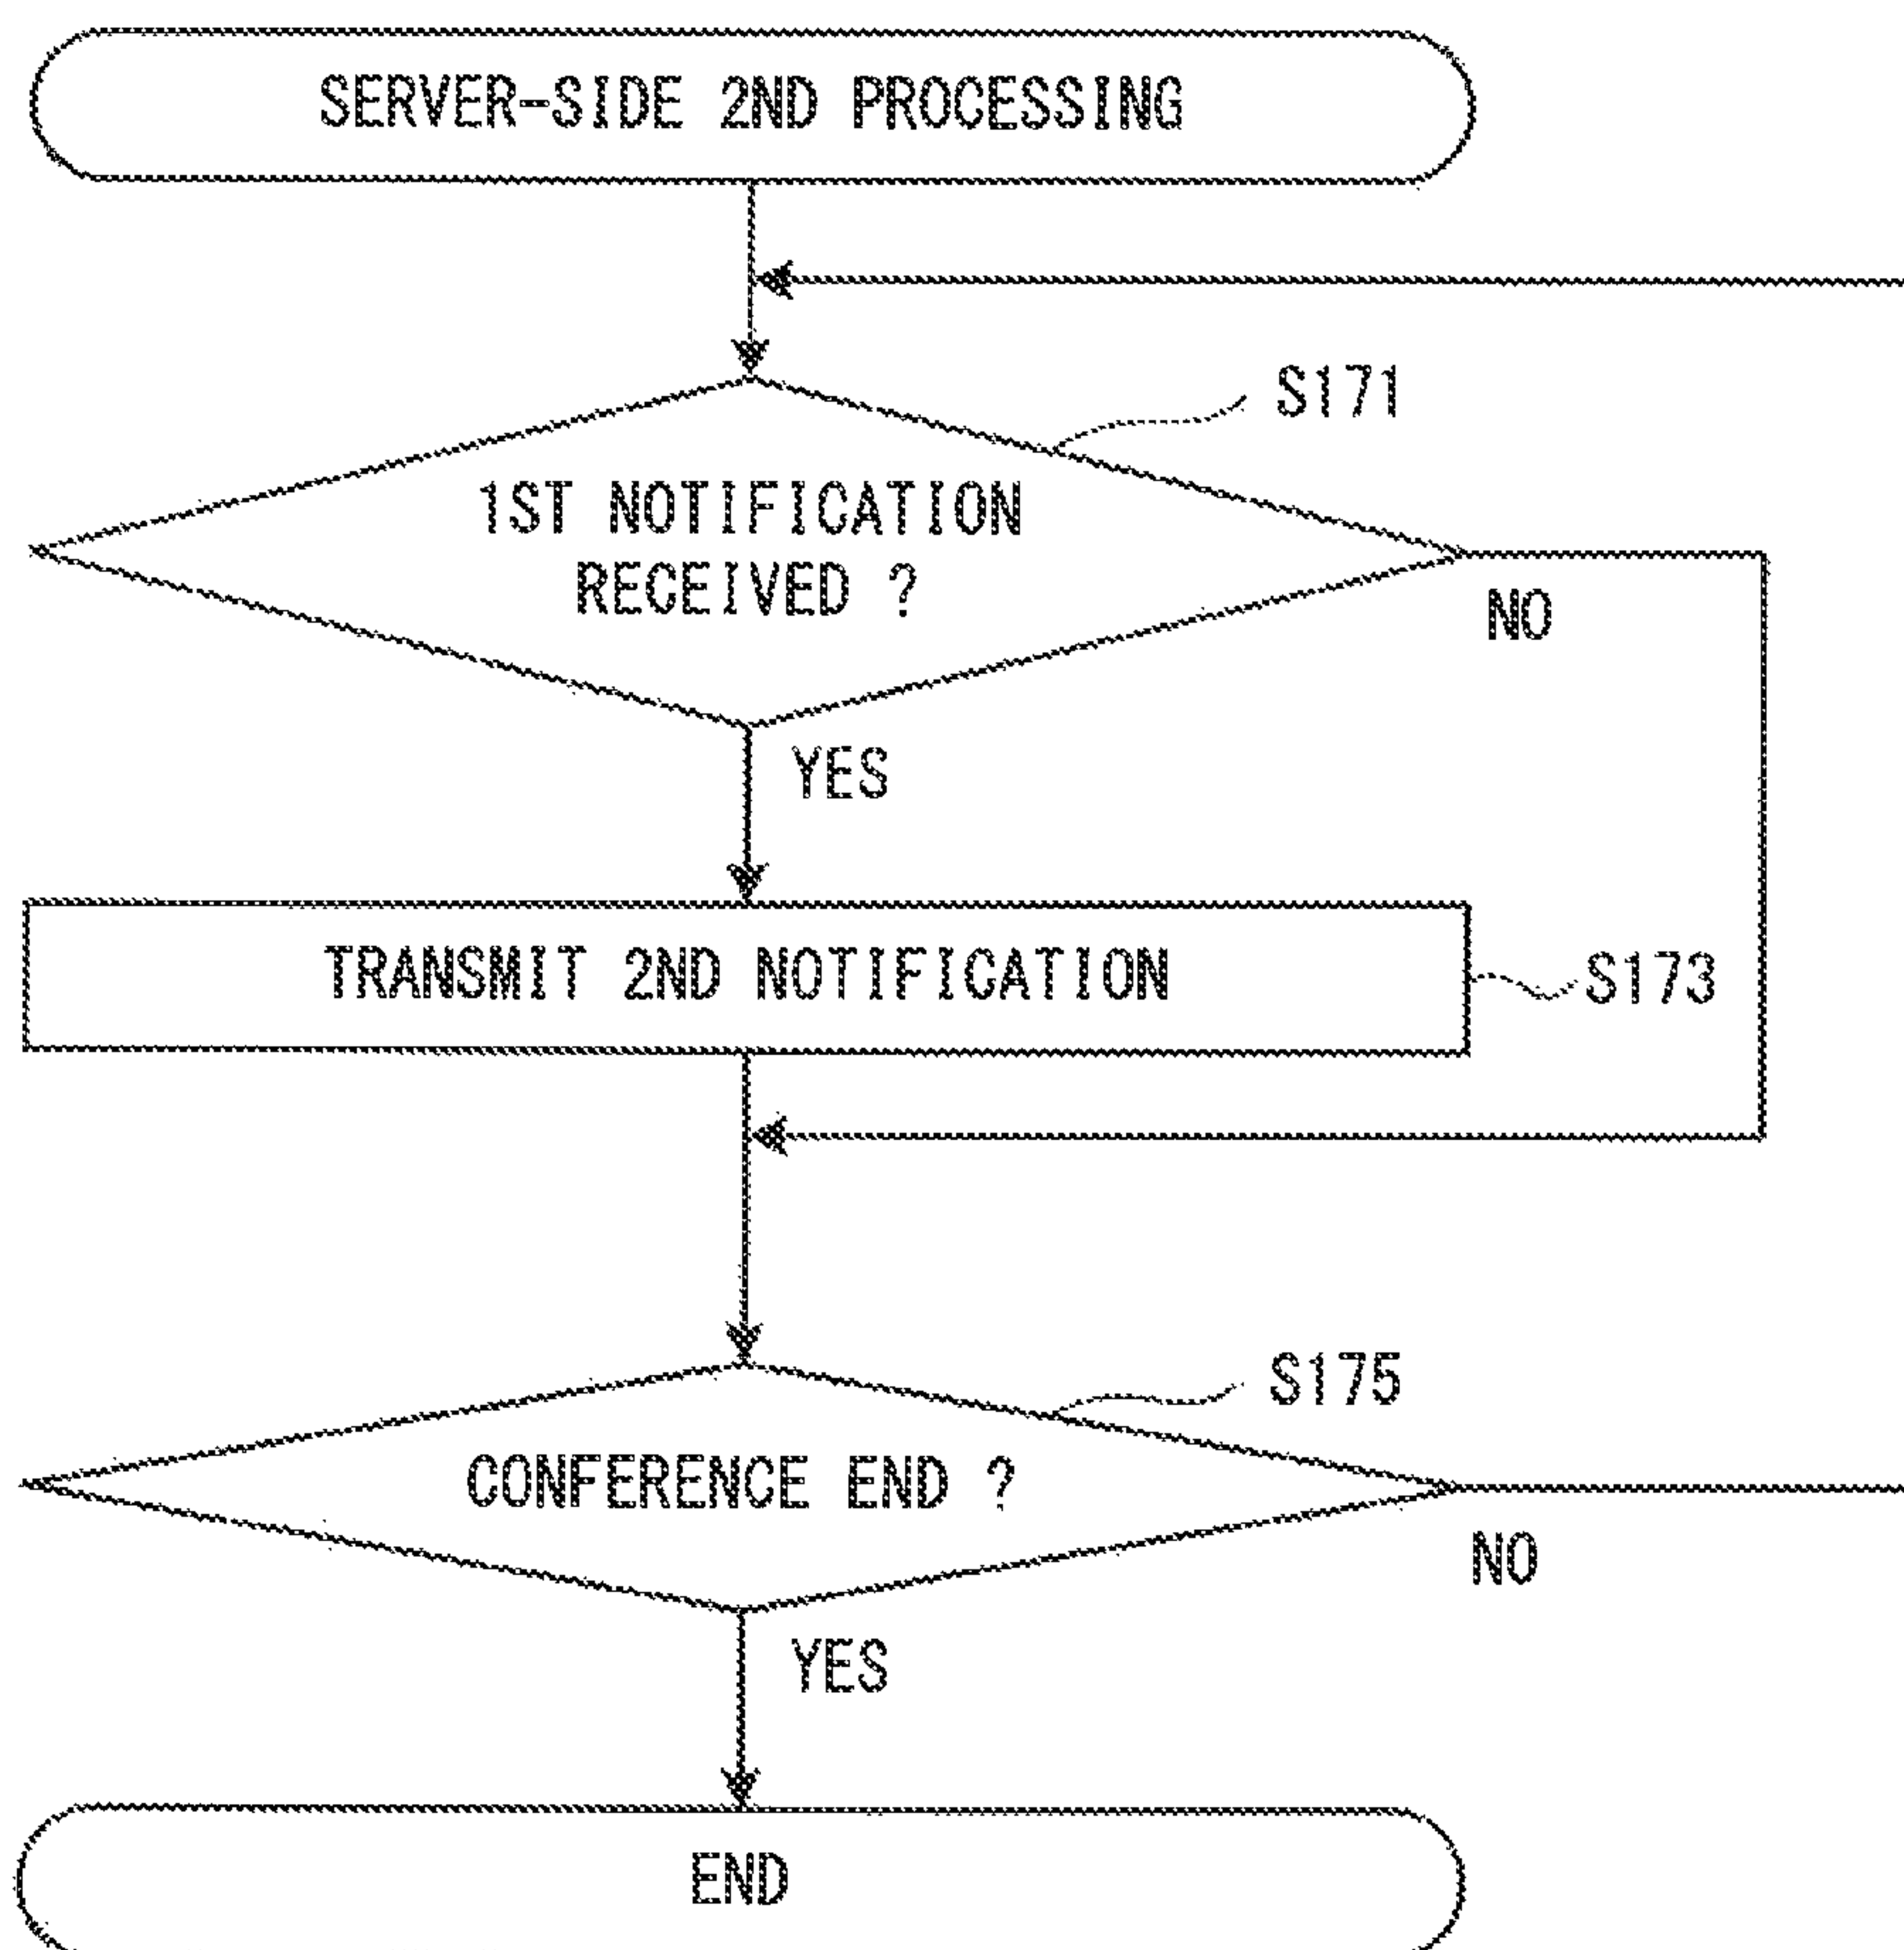 SERVER-SIDE 2ND PROCESSING
S171
1ST NOTIFICATION
RECEIVED ?
NO
YES
TRANSMIT 2ND NOTIFICATION
S173
S175
CONFERENCE END ?
NO
YES
END